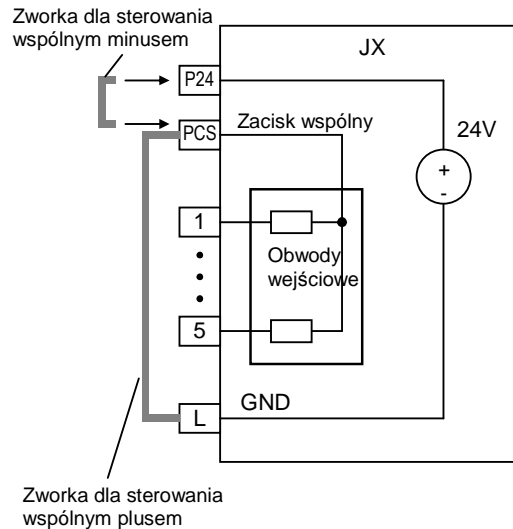 Zworka dla sterowania
wspólnym minusem
JX
P24
PCS
Zacisk wspólny
24V
+
-
1
Obwody
wejściowe
5
L
GND
Zworka dla sterowania
wspólnym plusem